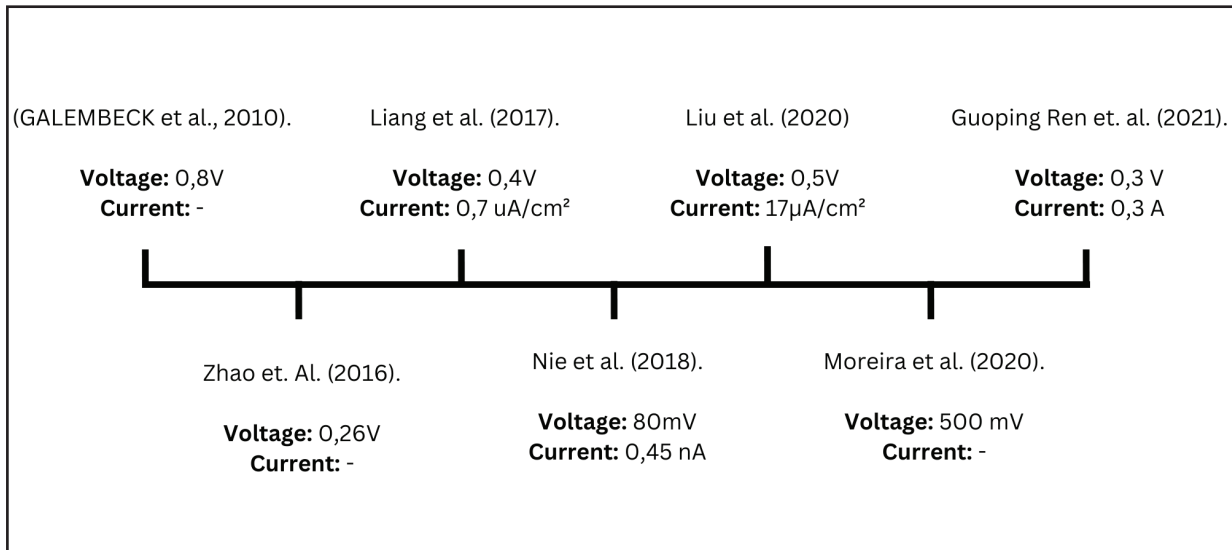 (GALEMBECK et al., 2010).
Voltage: 0,8V
Current: -
Liang et al. (2017).
Voltage: 0,4V
Current: 0,7 uA/cm²
Liu et al. (2020)
Voltage: 0,5V
Current: 17µA/cm²
Guoping Ren et. al. (2021).
Voltage: 0,3 V
Current: 0,3 A
Zhao et. Al. (2016).
Voltage: 0,26V
Current: -
Nie et al. (2018).
Voltage: 80mV
Current: 0,45 nA
Moreira et al. (2020).
Voltage: 500 mV
Current: -